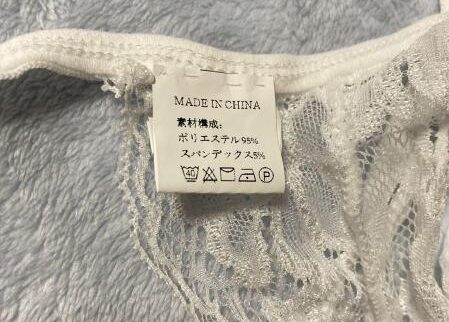 MADE IN CHINA
素材構成:
ポリエステル95%
スパンデックス5%
40 P